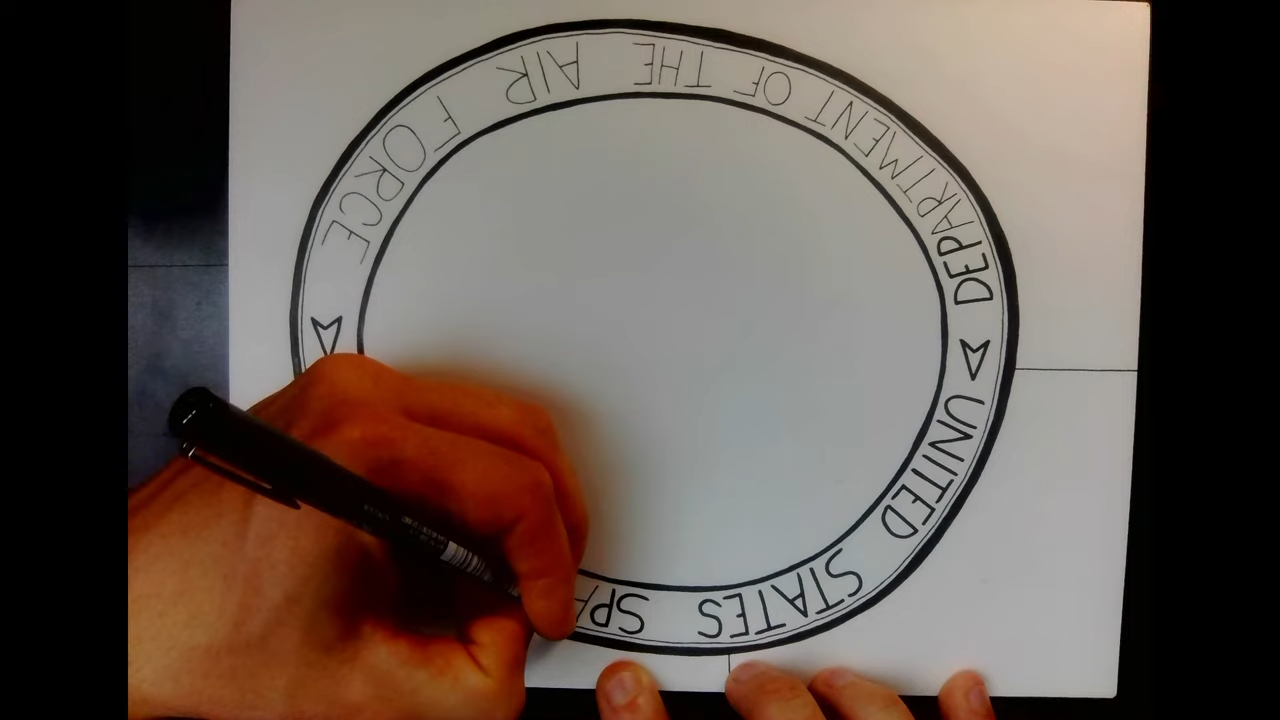 UNITED STATES SPA
DEPARTMENT OF THE AIR FORCE